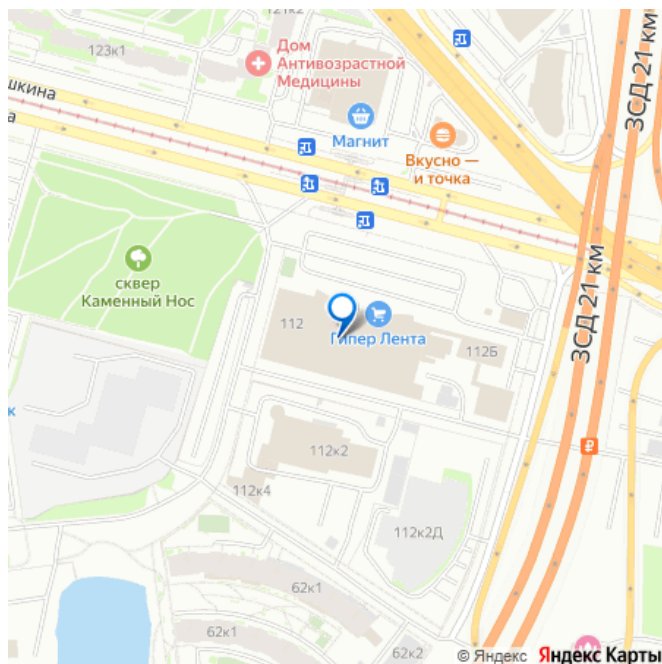 121к2
123к1
Дом
Антивозрастной
Медицины
шкина
а
Магнит
Вкусно —
и точка
ЗСД 21 км
сквер
Каменный Нос
ЗСД 21 км
112
Гипер Лента
112Б
к
112к2
₽
112к4
112к2Д
62к1
62к1
62к2
© Яндекс Яндекс Карты